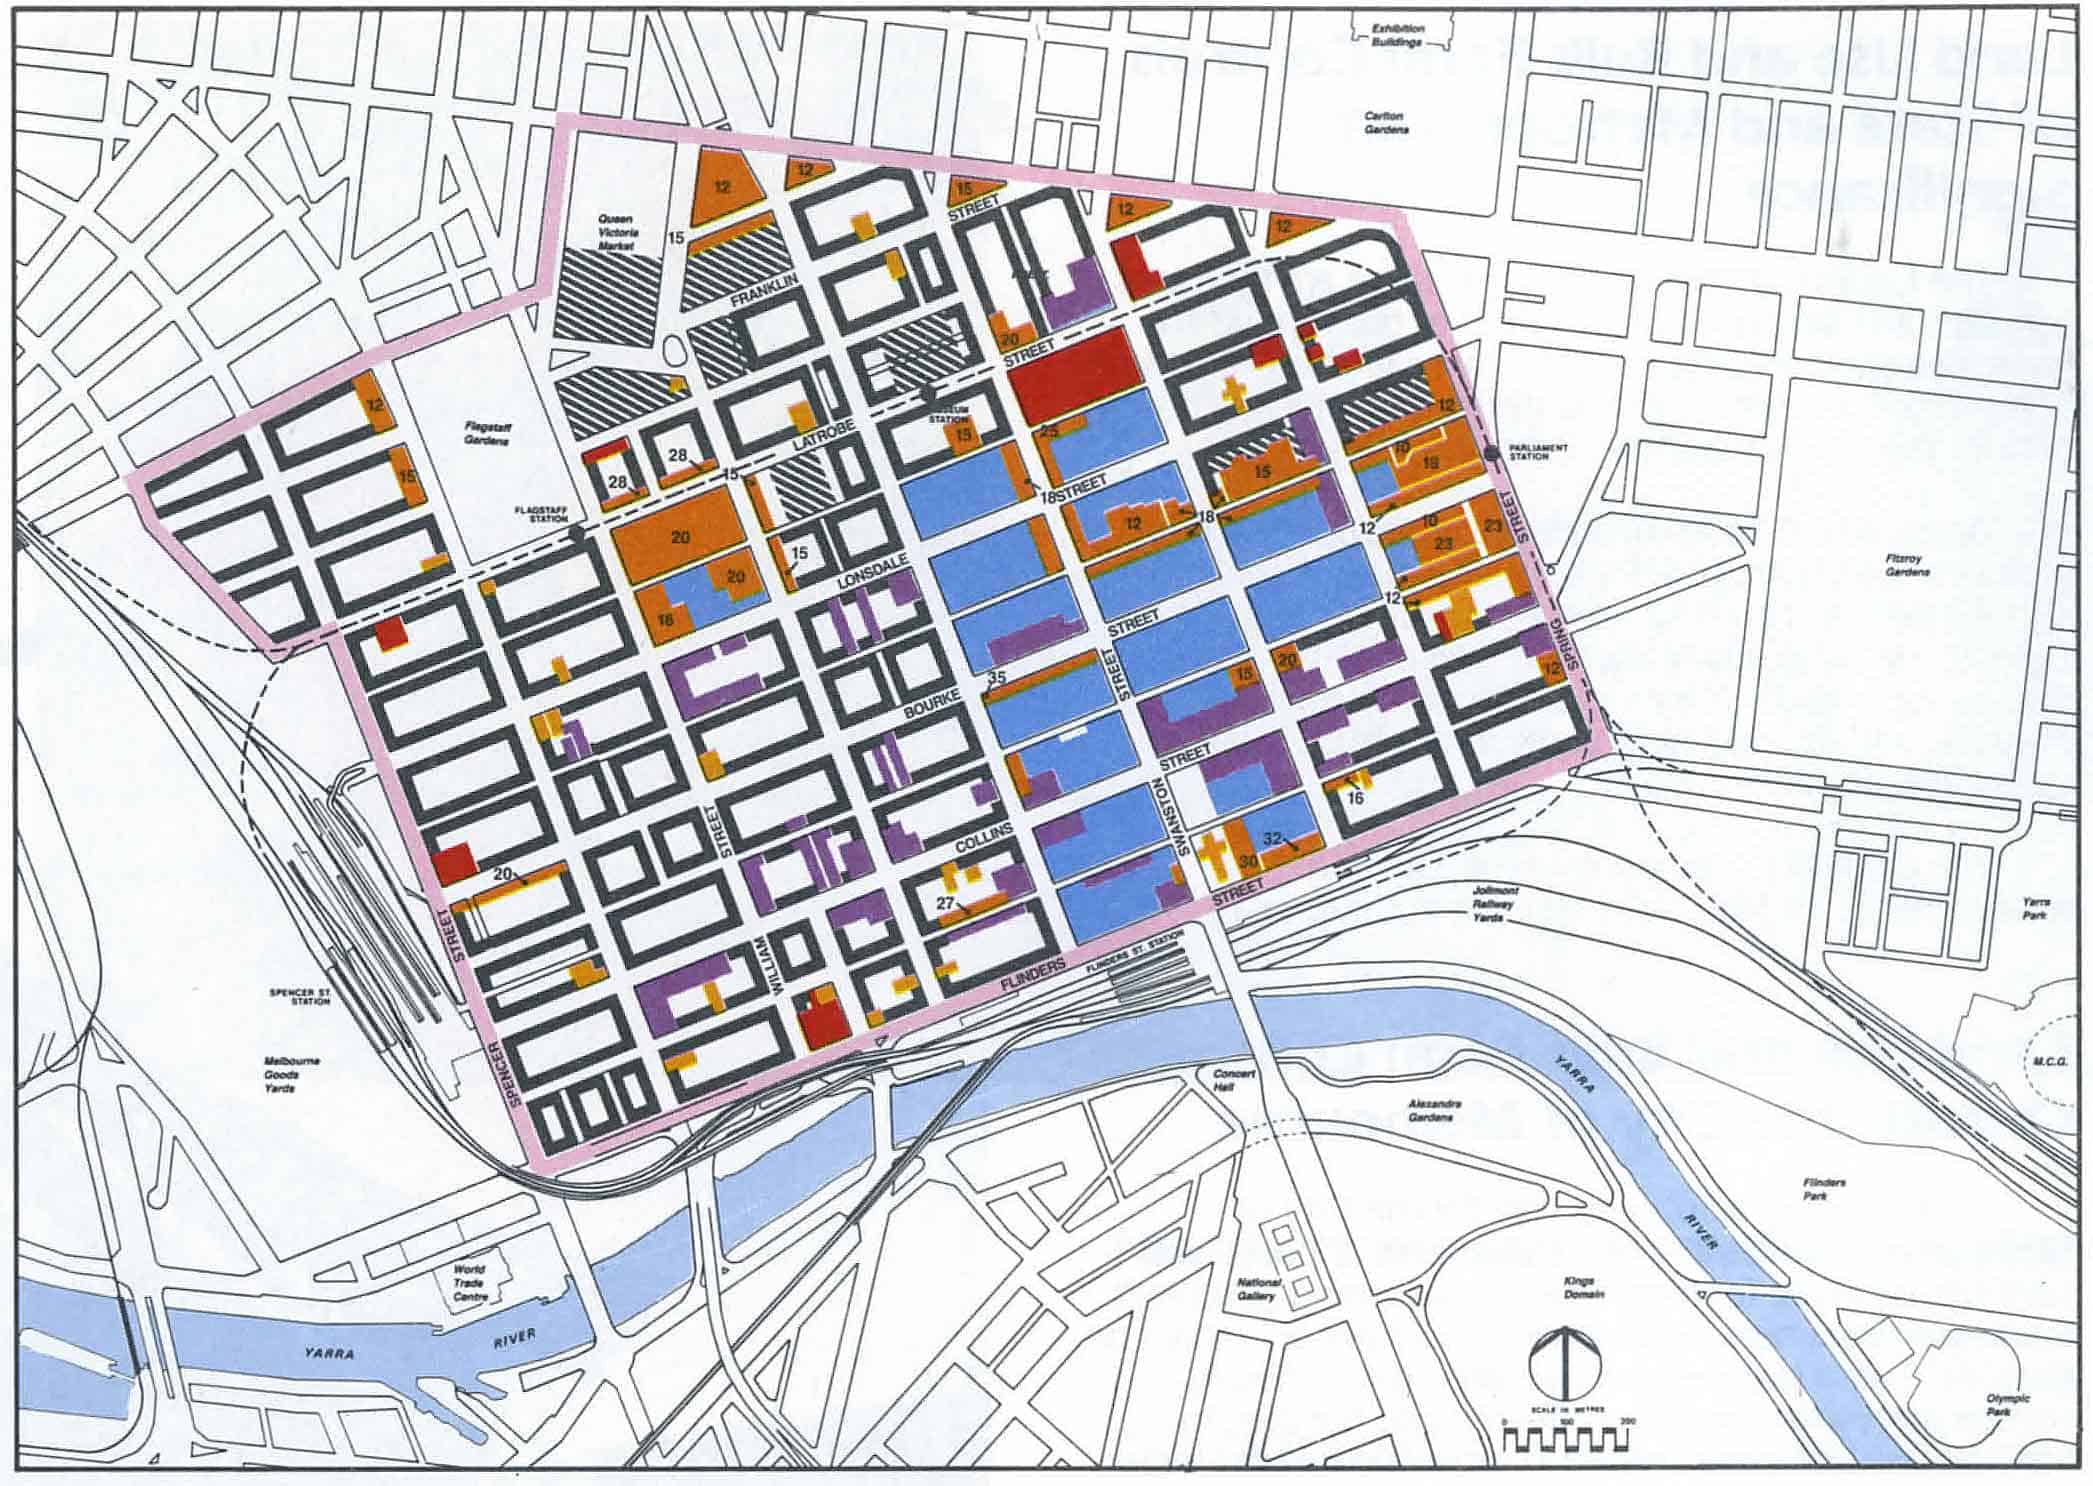 Exhibition
Buildings
Carlton
Gardens
12
12
15
STREET
12
12
Queen
Victoria
Market
15
FRANKLIN
20
STREET
12
STATION
LATROBE
15
25
Flagstaff
Gardens
15
28
28
15
18
STREET
15
12
10
19
PARLIAMENT
STATION
FLAGSTAFF
STATION
20
12
18
12
10
23
23
STREET
15
LONSDALE
20
16
12
STREET
Fitzroy
Gardens
SPRING
35
BOURKE
STREET
15
20
12
STREET
SWANSTON
16
STREET
COLLINS
32
30
20
27
STREET
STREET
WILLIAM
FLINDERS
FLINDERS ST. STATION
Jolimont
Railway
Yards
Yarra
Park
SPENCER ST.
STATION
SPENCER
Melbourne
Goods
Yards
M.C.G.
YARRA
Concert
Hall
Alexandra
Gardens
Flinders
Park
RIVER
World
Trade
Centre
National
Gallery
Kings
Domain
YARRA
RIVER
Olympic
Park
SCALE IN METRES
0 100 200